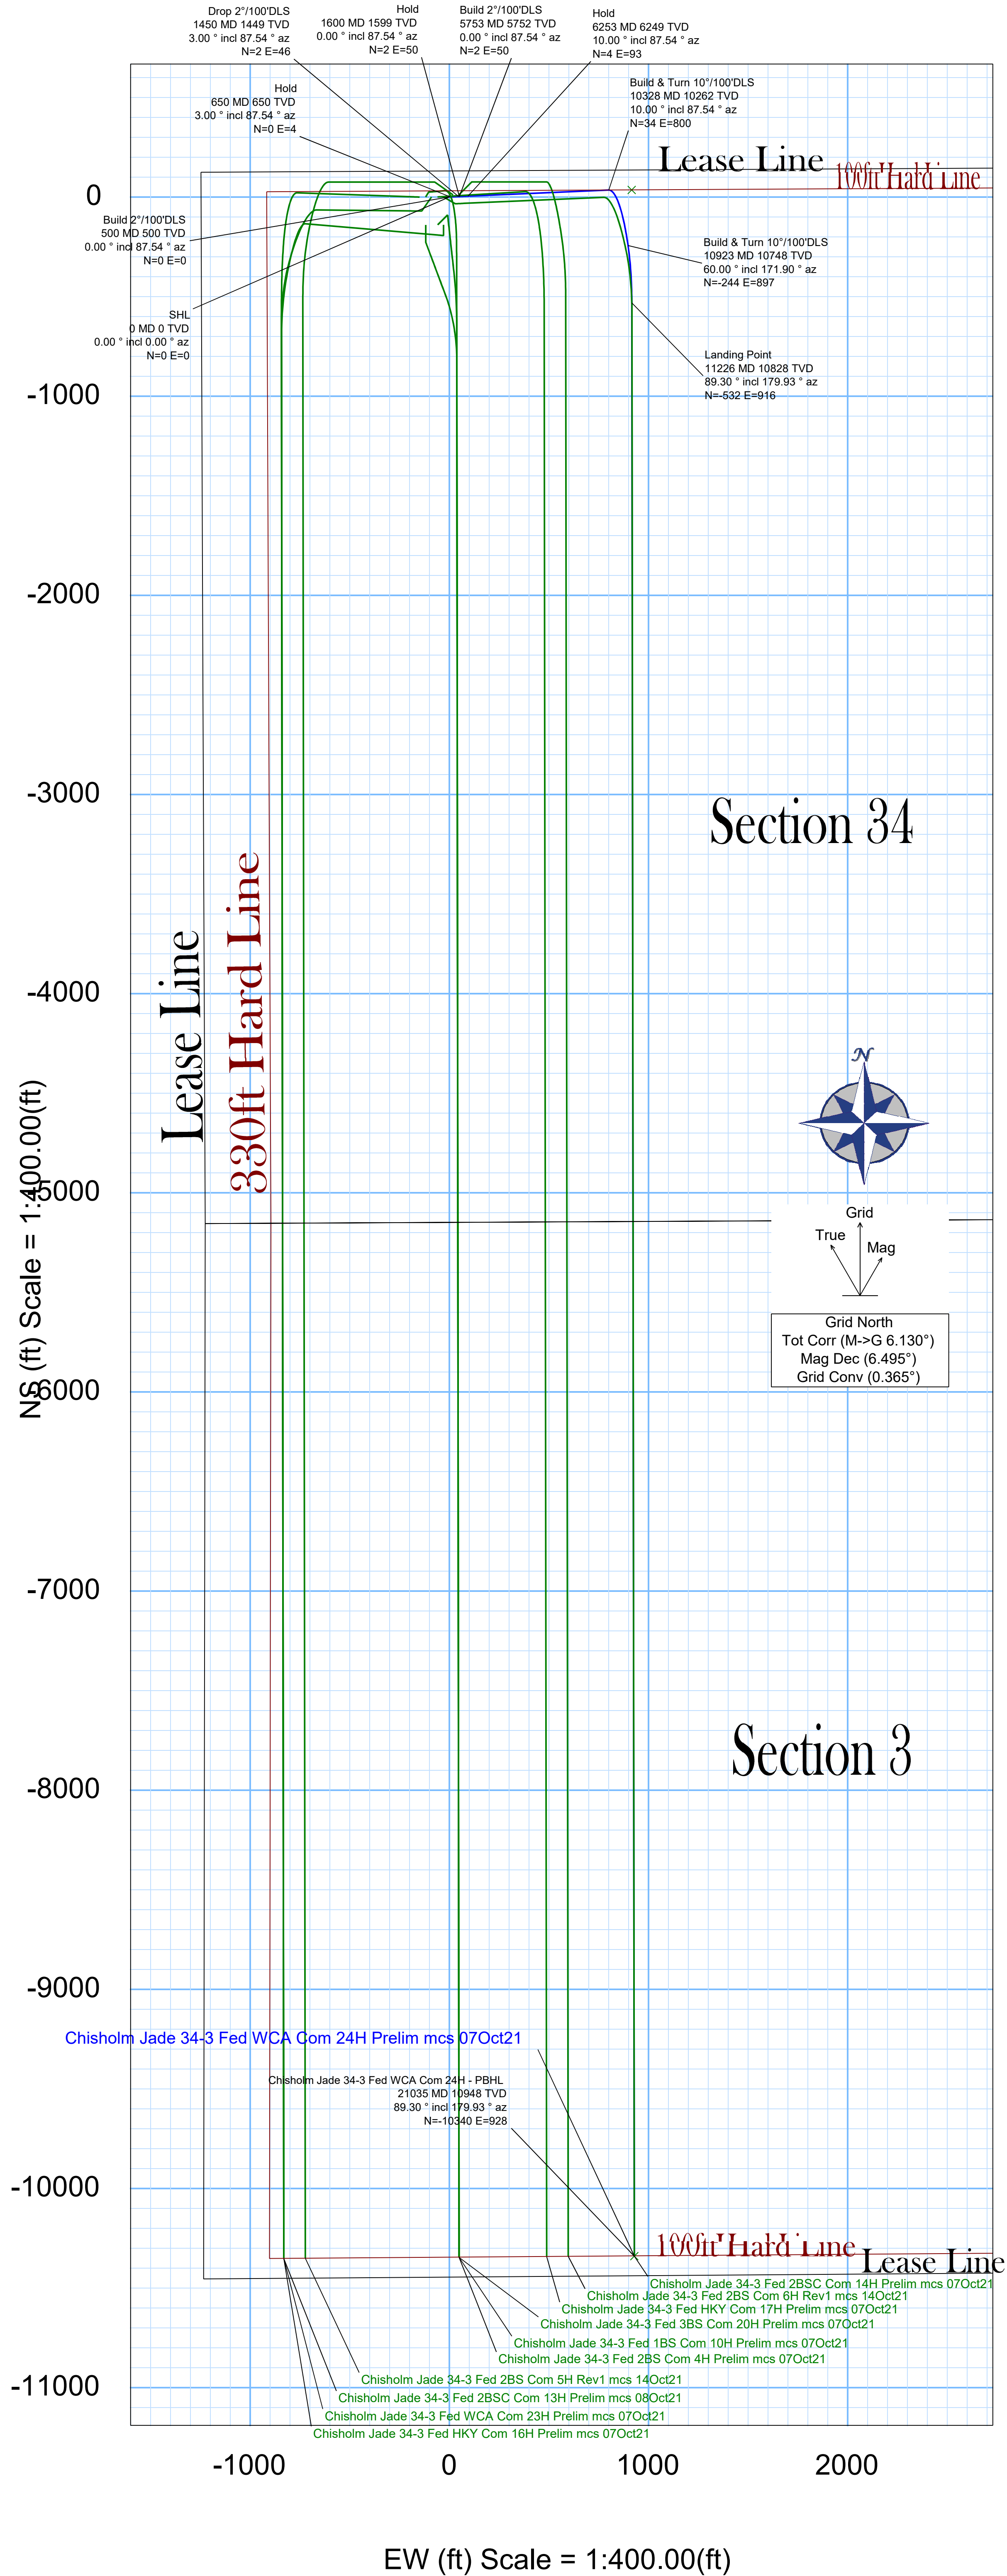 Drop 2°/100'DLS
1450 MD 1449 TVD
3.00 ° incl 87.54 ° az
N=2 E=46
Hold
1600 MD 1599 TVD
0.00 ° incl 87.54 ° az
N=2 E=50
Build 2°/100'DLS
5753 MD 5752 TVD
0.00 ° incl 87.54 ° az
N=2 E=50
Hold
6253 MD 6249 TVD
10.00 ° incl 87.54 ° az
N=4 E=93
Hold
650 MD 650 TVD
3.00 ° incl 87.54 ° az
N=0 E=4
Build & Turn 10°/100'DLS
10328 MD 10262 TVD
10.00 ° incl 87.54 ° az
N=34 E=800
Lease Line
100ft Hard Line
0
Build 2°/100'DLS
500 MD 500 TVD
0.00 ° incl 87.54 ° az
N=0 E=0
Build & Turn 10°/100'DLS
10923 MD 10748 TVD
60.00 ° incl 171.90 ° az
N=-244 E=897
SHL
0 MD 0 TVD
0.00 ° incl 0.00 ° az
N=0 E=0
Landing Point
11226 MD 10828 TVD
89.30 ° incl 179.93 ° az
N=-532 E=916
-1000
-2000
-3000
Section 34
Lease Line
330ft Hard Line
-4000
N
NS (ft) Scale = 1:400.00(ft)
-5000
Grid
True
Mag
Grid North
Tot Corr (M->G 6.130°)
Mag Dec (6.495°)
Grid Conv (0.365°)
-6000
-7000
Section 3
-8000
-9000
Chisholm Jade 34-3 Fed WCA Com 24H Prelim mcs 07Oct21
Chisholm Jade 34-3 Fed WCA Com 24H - PBHL
21035 MD 10948 TVD
89.30 ° incl 179.93 ° az
N=-10340 E=928
-10000
100ft Hard Line
Lease Line
Chisholm Jade 34-3 Fed 2BSC Com 14H Prelim mcs 07Oct21
Chisholm Jade 34-3 Fed 2BS Com 6H Rev1 mcs 14Oct21
Chisholm Jade 34-3 Fed HKY Com 17H Prelim mcs 07Oct21
Chisholm Jade 34-3 Fed 3BS Com 20H Prelim mcs 07Oct21
Chisholm Jade 34-3 Fed 1BS Com 10H Prelim mcs 07Oct21
Chisholm Jade 34-3 Fed 2BS Com 4H Prelim mcs 07Oct21
Chisholm Jade 34-3 Fed 2BS Com 5H Rev1 mcs 14Oct21
-11000
Chisholm Jade 34-3 Fed 2BSC Com 13H Prelim mcs 08Oct21
Chisholm Jade 34-3 Fed WCA Com 23H Prelim mcs 07Oct21
Chisholm Jade 34-3 Fed HKY Com 16H Prelim mcs 07Oct21
-1000
0
1000
2000
EW (ft) Scale = 1:400.00(ft)